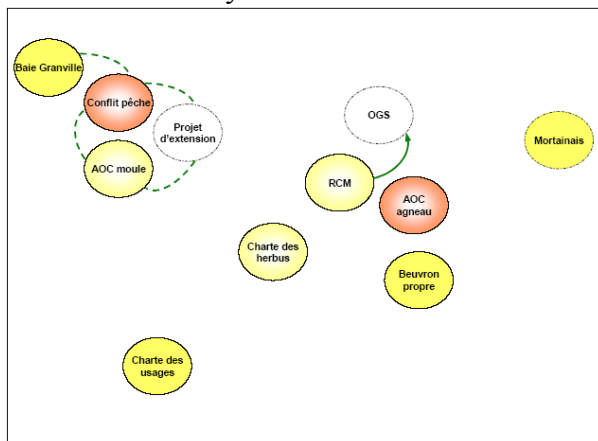 Baie Granville
Conflit pêche
Projet
d'extension
AOC moule
OGS
Mortainais
RCM
AOC
agneau
Charte des
herbus
Beuvron
propre
Charte des
usages